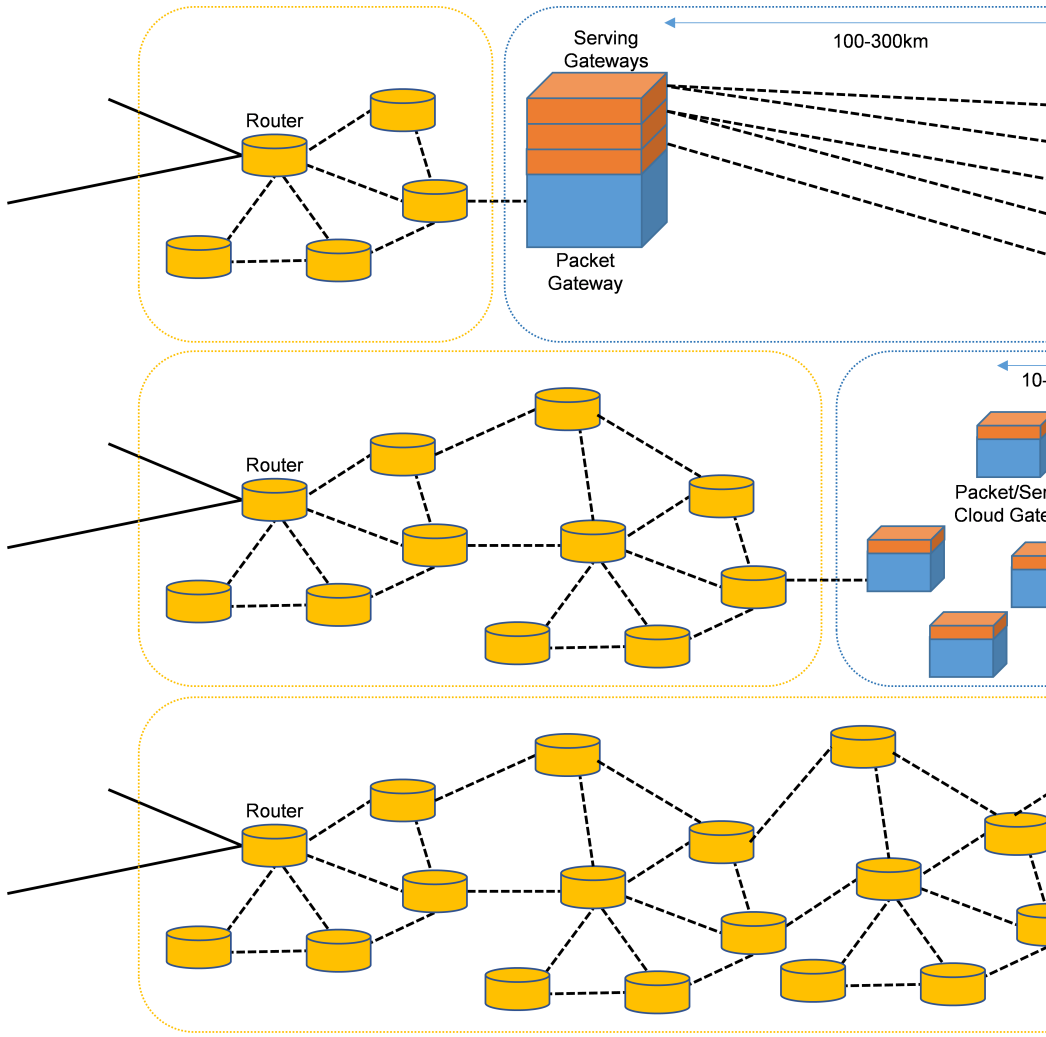 Serving
Gateways
100-300km
Router
Packet
Gateway
10-
Router
Packet/Ser
Cloud Gate
Router